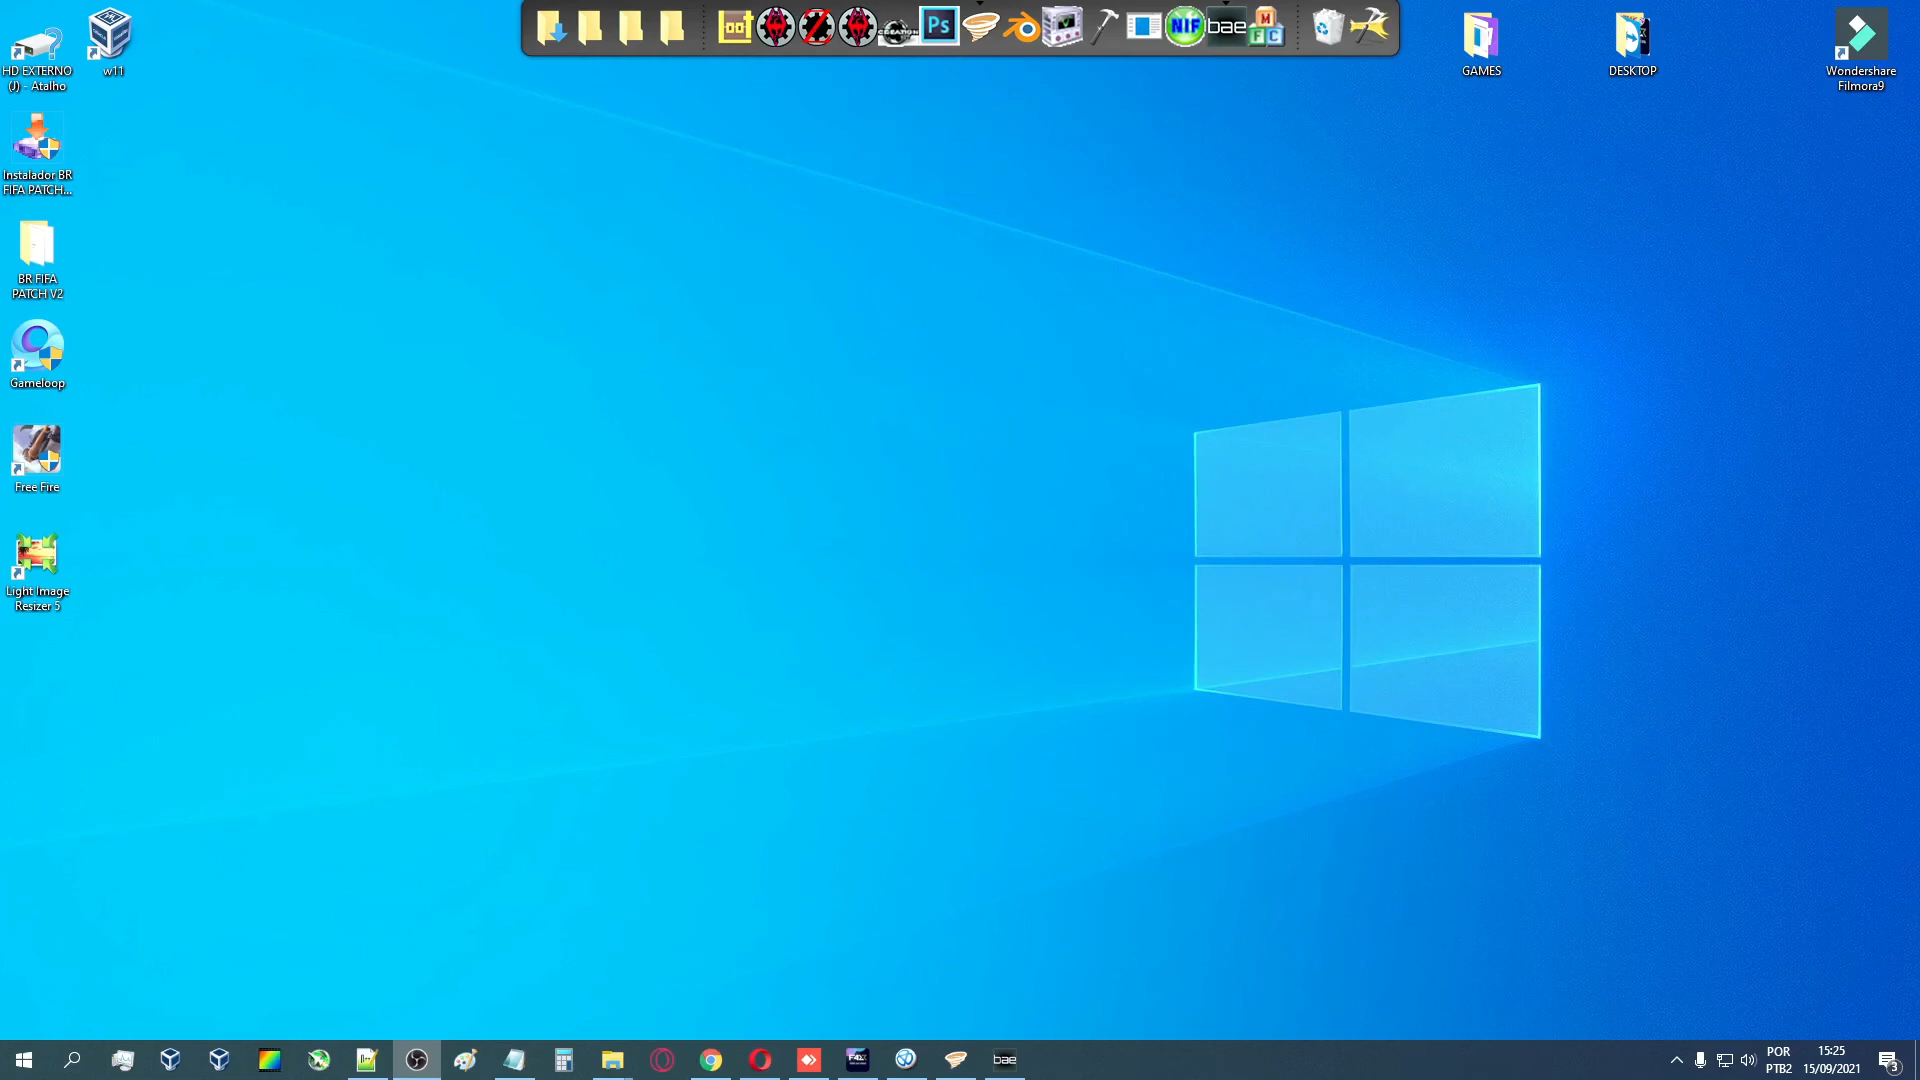 HD EXTERNO
(J) - Atalho
w11
Instalador BR
FIFA PATCH...
BR FIFA
PATCH V2
Gameloop
Free Fire
Light Image
Resizer 5
loot
Ps
NIF
bae
M
F C
GAMES
DESKTOP
Wondershare
Filmora9
bae
POR
PTB2
15:25
15/09/2021
3